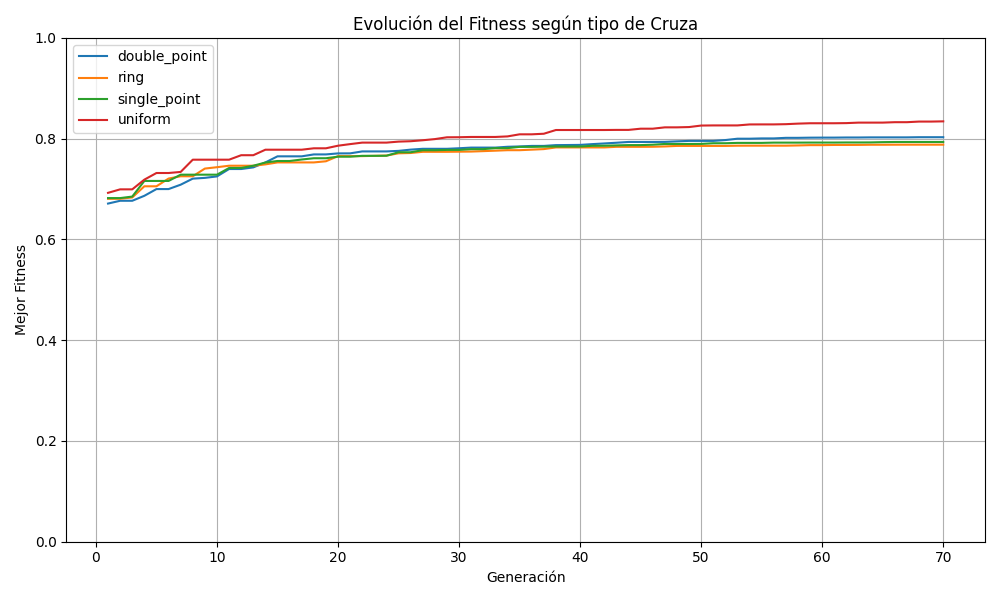 Evolución del Fitness según tipo de Cruza
double_point
ring
single_point
uniform
Mejor Fitness
1.0
0.8
0.6
0.4
0.2
0.0
0 10 20 30 40 50 60 70
Generación